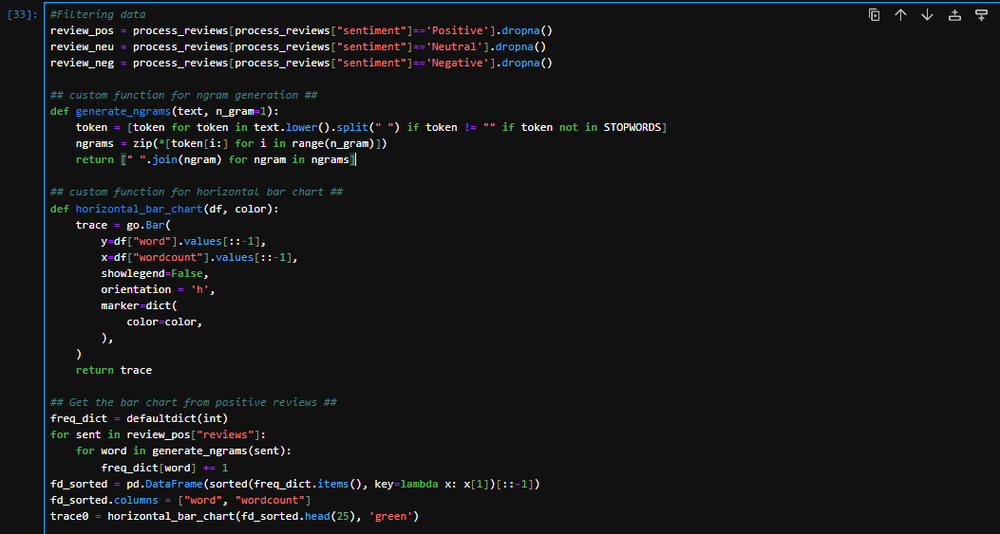 [33]: #Filtering data
review_pos = process_reviews[process_reviews["sentiment"]=='Positive'].dropna()
review_neu = process_reviews[process_reviews["sentiment"]=='Neutral'].dropna()
review_neg = process_reviews[process_reviews["sentiment"]=='Negative'].dropna()

## custom function for ngram generation ##
def generate_ngrams(text, n_gram=1):
    token = [token for token in text.lower().split(" ") if token != "" if token not in STOPWORDS]
    ngrams = zip(*[token[i:] for i in range(n_gram)])
    return [" ".join(ngram) for ngram in ngrams]

## custom function for horizontal bar chart ##
def horizontal_bar_chart(df, color):
    trace = go.Bar(
        y=df["word"].values[::-1],
        x=df["wordcount"].values[::-1],
        showlegend=False,
        orientation = 'h',
        marker=dict(
            color=color,
        ),
    )
    return trace

## Get the bar chart from positive reviews ##
freq_dict = defaultdict(int)
for sent in review_pos["reviews"]:
    for word in generate_ngrams(sent):
        freq_dict[word] += 1
fd_sorted = pd.DataFrame(sorted(freq_dict.items(), key=lambda x: x[1])[::-1])
fd_sorted.columns = ["word", "wordcount"]
trace0 = horizontal_bar_chart(fd_sorted.head(25), 'green')